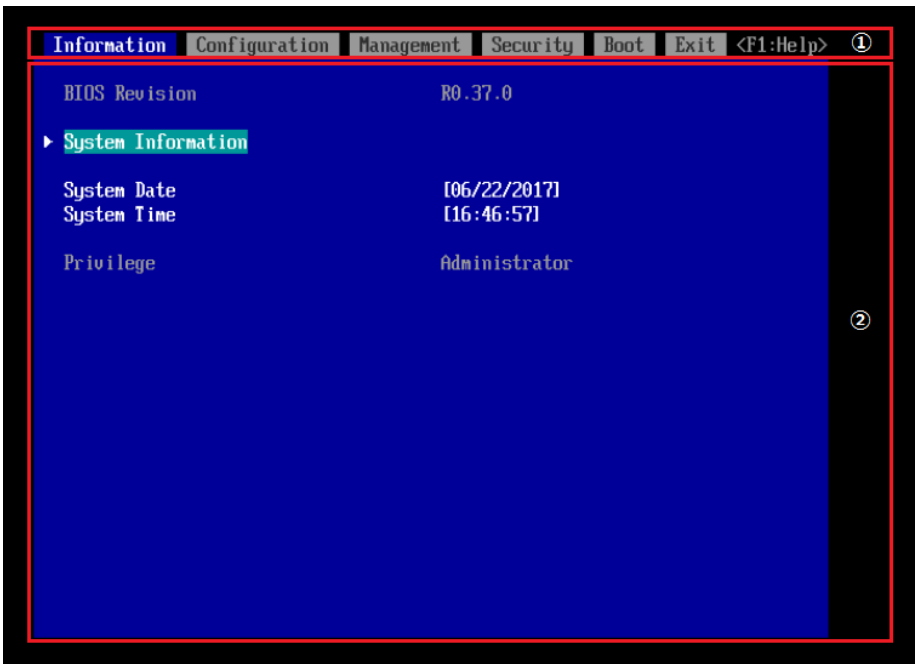 Information Configuration Management Security Boot Exit <F1:Help> ①
BIOS Revision R0.37.0
System Information
System Date [06/22/2017]
System Time [16:46:57]
Privilege Administrator
②